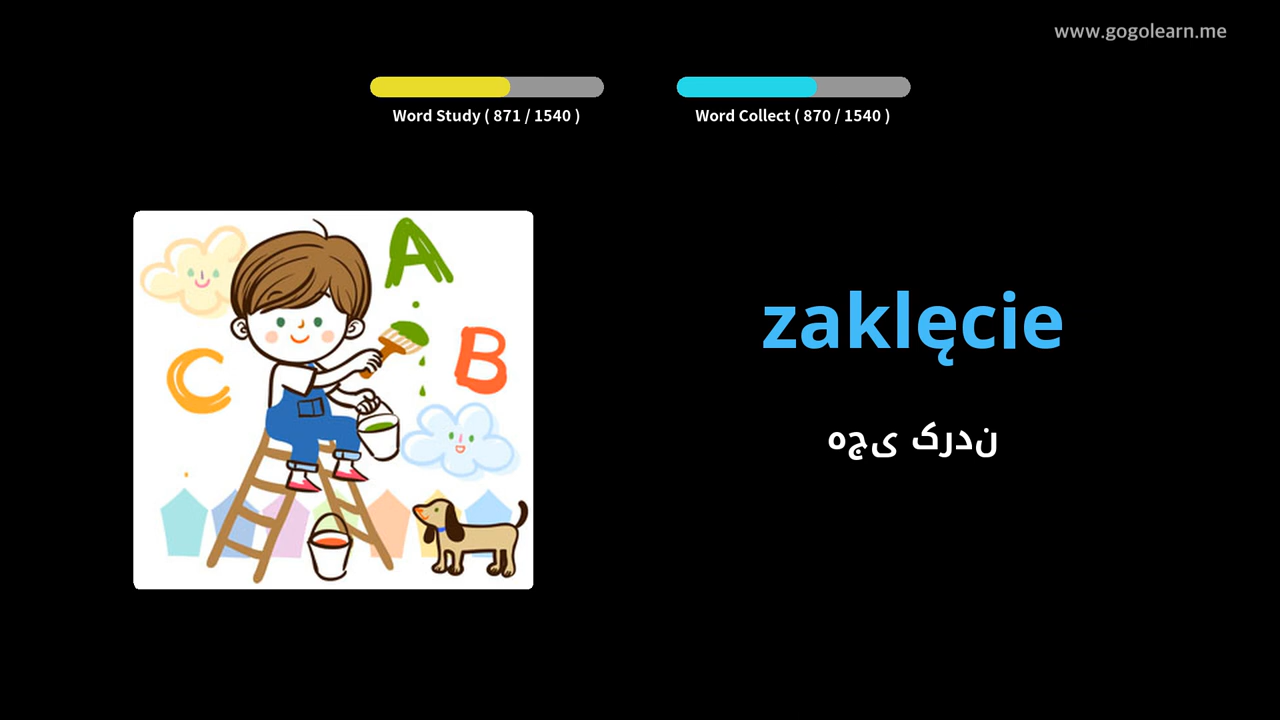 www.gogolearn.me
Word Study ( 871 / 1540 )
Word Collect ( 870 / 1540 )
A
B
C
zaklęcie
هجی کردن